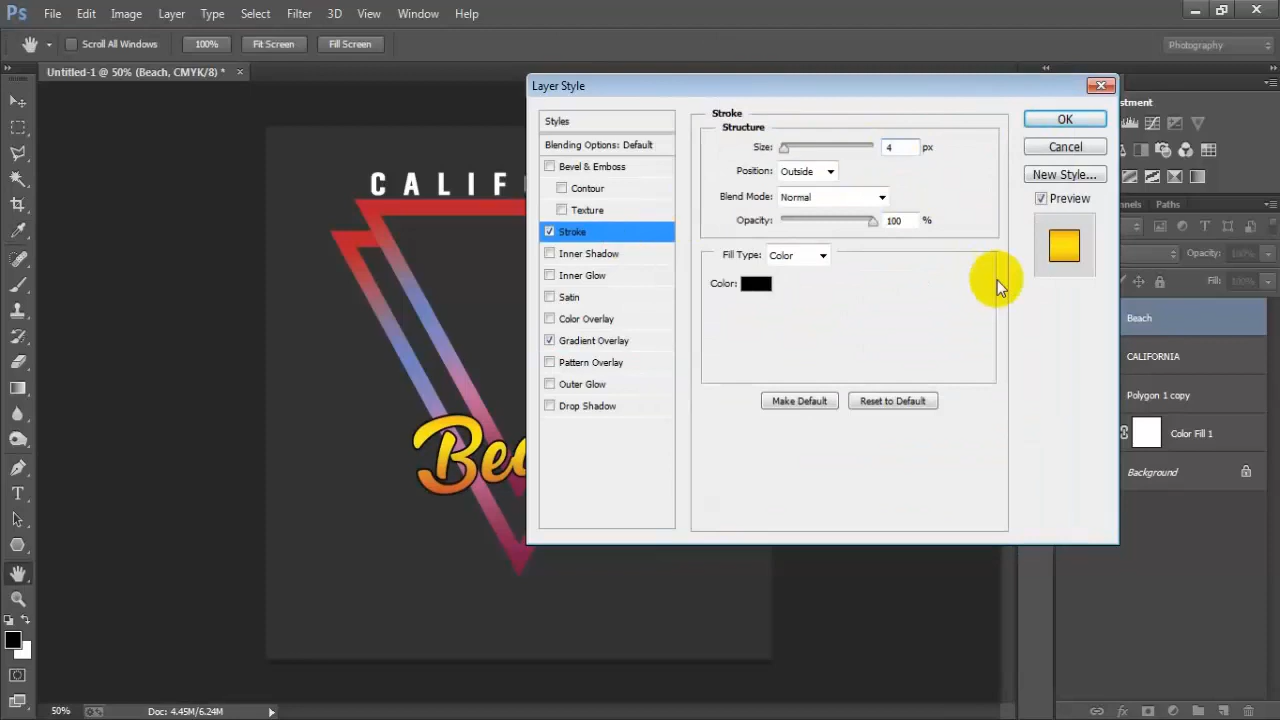 Ps File Edit Image Layer Type Select Filter 3D View Window Help
Scroll All Windows 100% Fit Screen Fill Screen Photography
Untitled-1 @ 50% (Beach, CMYK/8) * ×
Layer Style
Styles
Blending Options: Default
Bevel & Emboss
Contour
Texture
Stroke
Inner Shadow
Inner Glow
Satin
Color Overlay
Gradient Overlay
Pattern Overlay
Outer Glow
Drop Shadow
Stroke
Structure
Size: 4 px
Position: Outside
Blend Mode: Normal
Opacity: 100 %
Fill Type: Color
Color:
Make Default Reset to Default
OK
Cancel
New Style...
Preview
Paths
Opacity: 100%
Fill: 100%
Beach
CALIFORNIA
Polygon 1 copy
Color Fill 1
Background
CALIF
Bea
50% Doc: 4.45M/6.24M